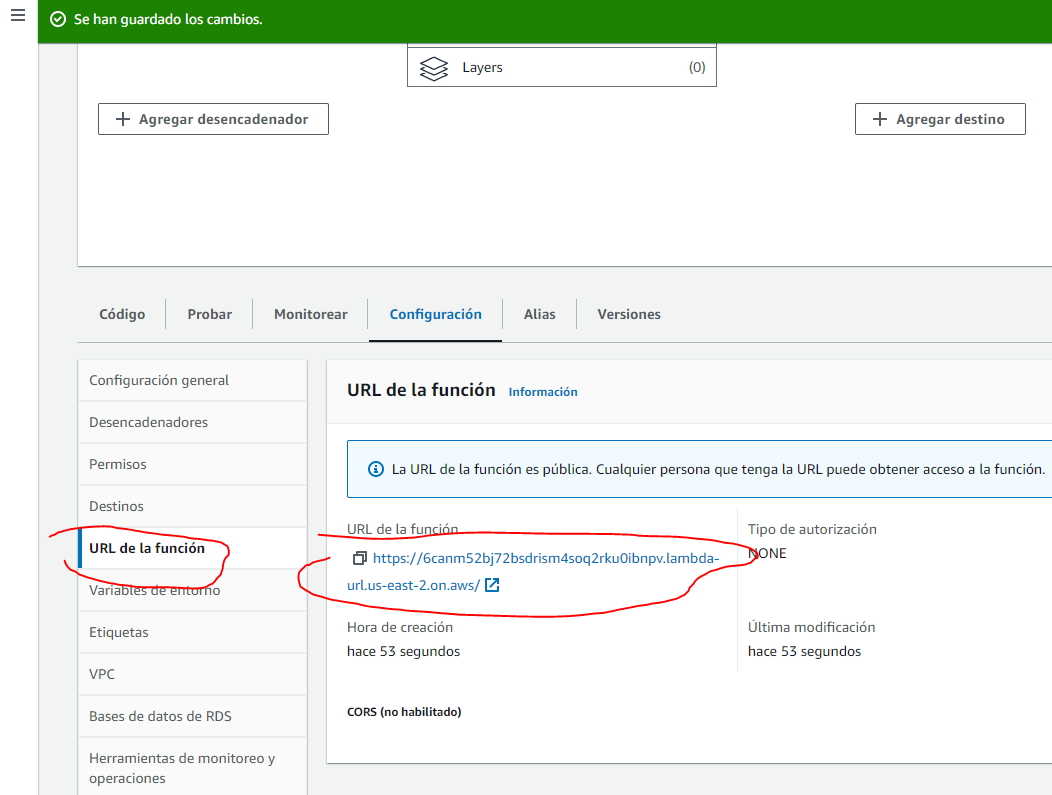 Se han guardado los cambios.
Layers (0)
Agregar desencadenador
Agregar destino
Código Probar Monitorear Configuración Alias Versiones
Configuración general
Desencadenadores
Permisos
Destinos
URL de la función
Variables de entorno
Etiquetas
VPC
Bases de datos de RDS
Herramientas de monitoreo y
operaciones
URL de la función Información
La URL de la función es pública. Cualquier persona que tenga la URL puede obtener acceso a la función.
URL de la función
https://6canm52bj72bsdrism4soq2rku0ibnpv.lambda-
url.us-east-2.on.aws/
Tipo de autorización
NONE
Hora de creación
hace 53 segundos
Última modificación
hace 53 segundos
CORS (no habilitado)